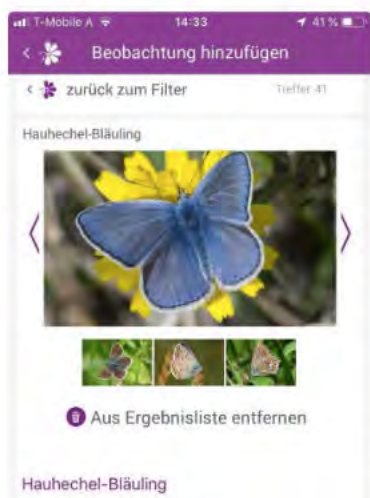 T-Mobile A 14:33 41 %
Beobachtung hinzufügen
zurück zum Filter Treffer 41
Hauhechel-Bläuling
Aus Ergebnisliste entfernen
Hauhechel-Bläuling